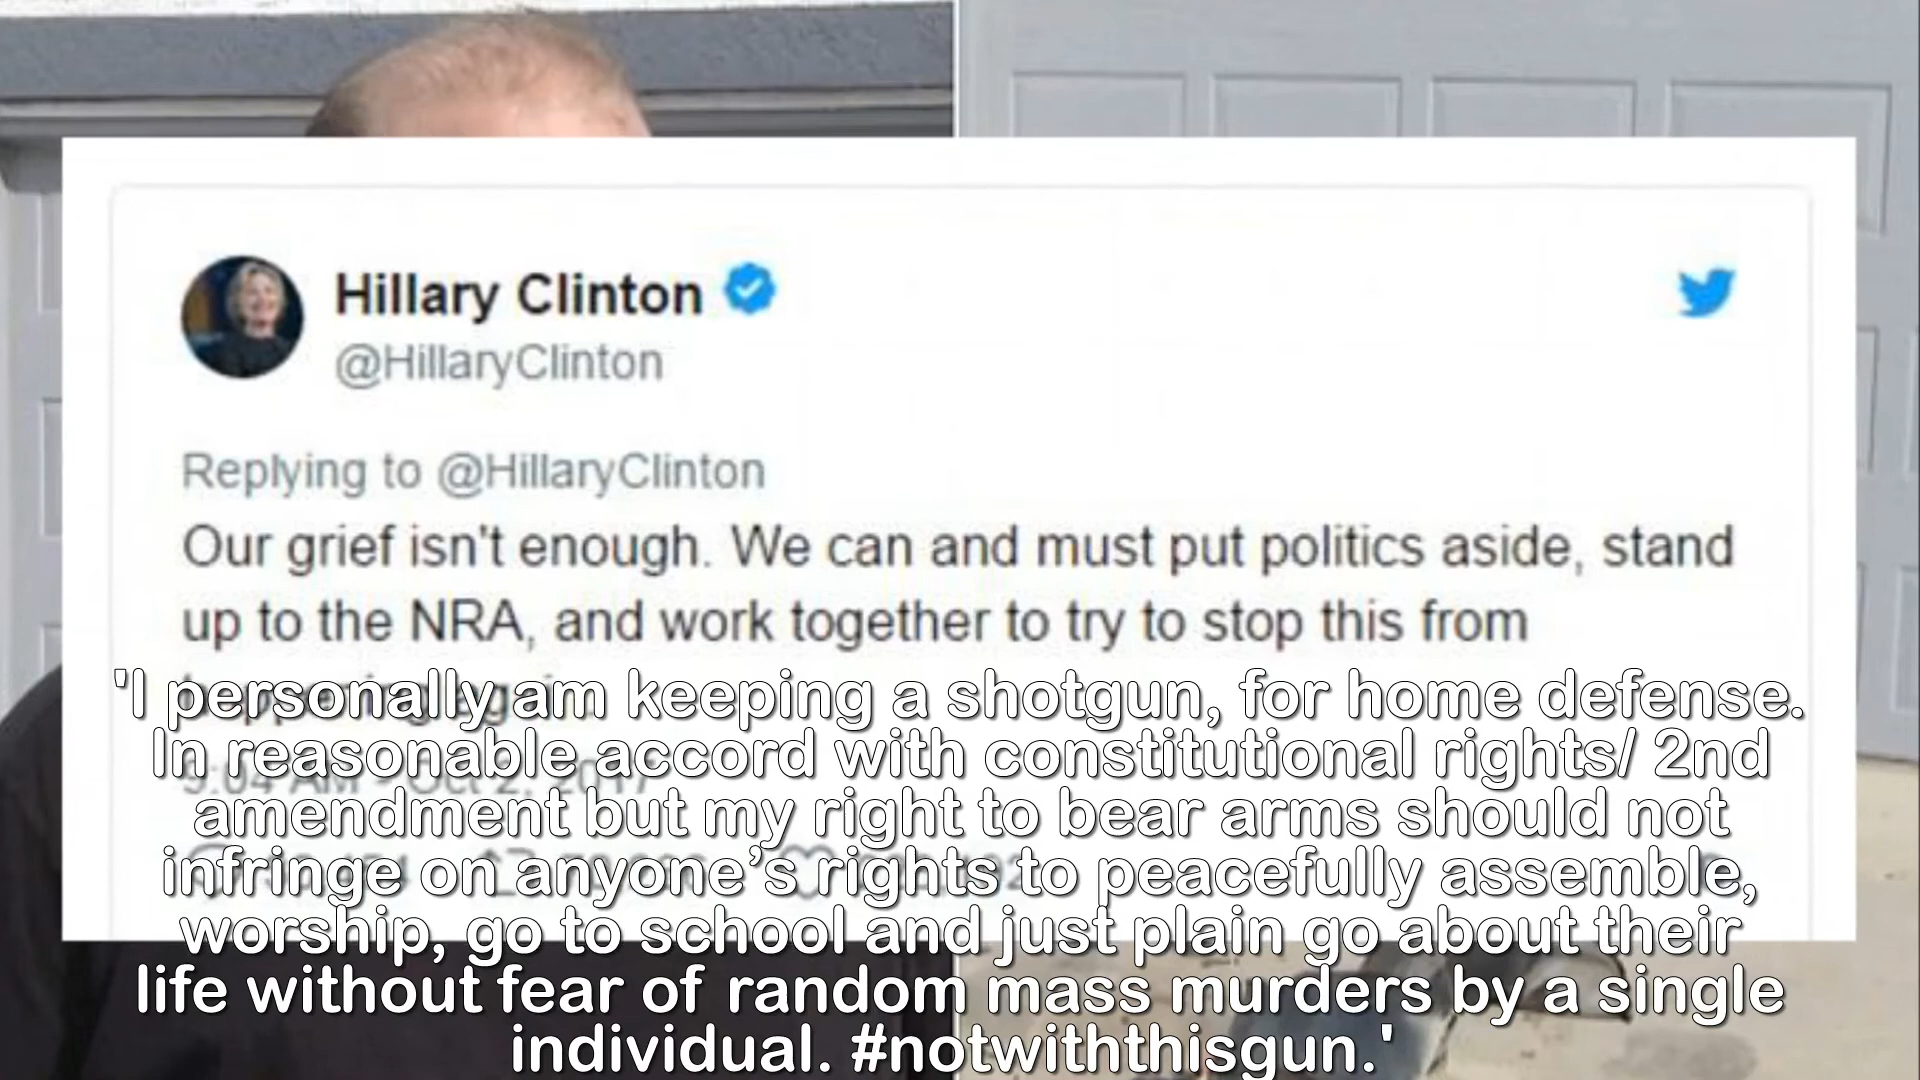 Hillary Clinton
@HillaryClinton
Replying to @HillaryClinton
Our grief isn't enough. We can and must put politics aside, stand
up to the NRA, and work together to try to stop this from
'I personally am keeping a shotgun, for home defense.
In reasonable accord with constitutional rights/ 2nd
amendment but my right to bear arms should not
infringe on anyone’s rights to peacefully assemble,
worship, go to school and just plain go about their
life without fear of random mass murders by a single
individual. #notwiththisgun.'